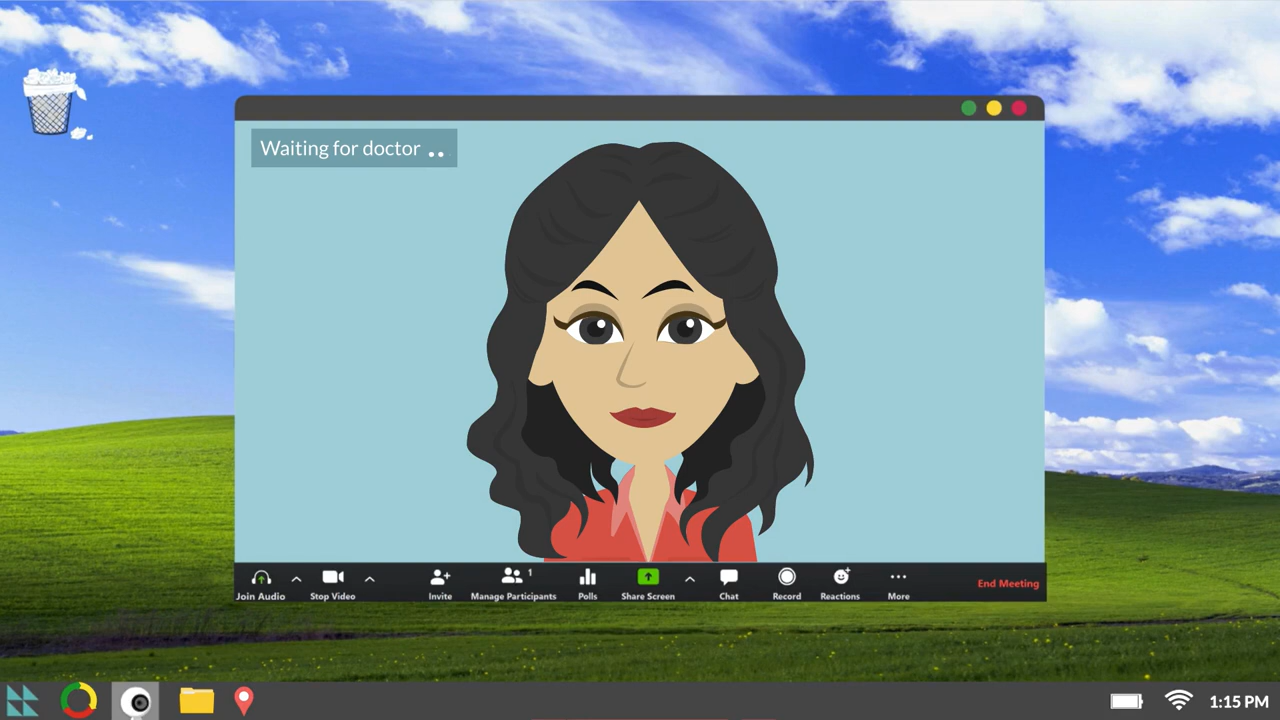 Waiting for doctor ..
Join Audio
Stop Video
Invite
1
Manage Participants
Polls
Share Screen
Chat
Record
Reactions
More
End Meeting
1:15 PM